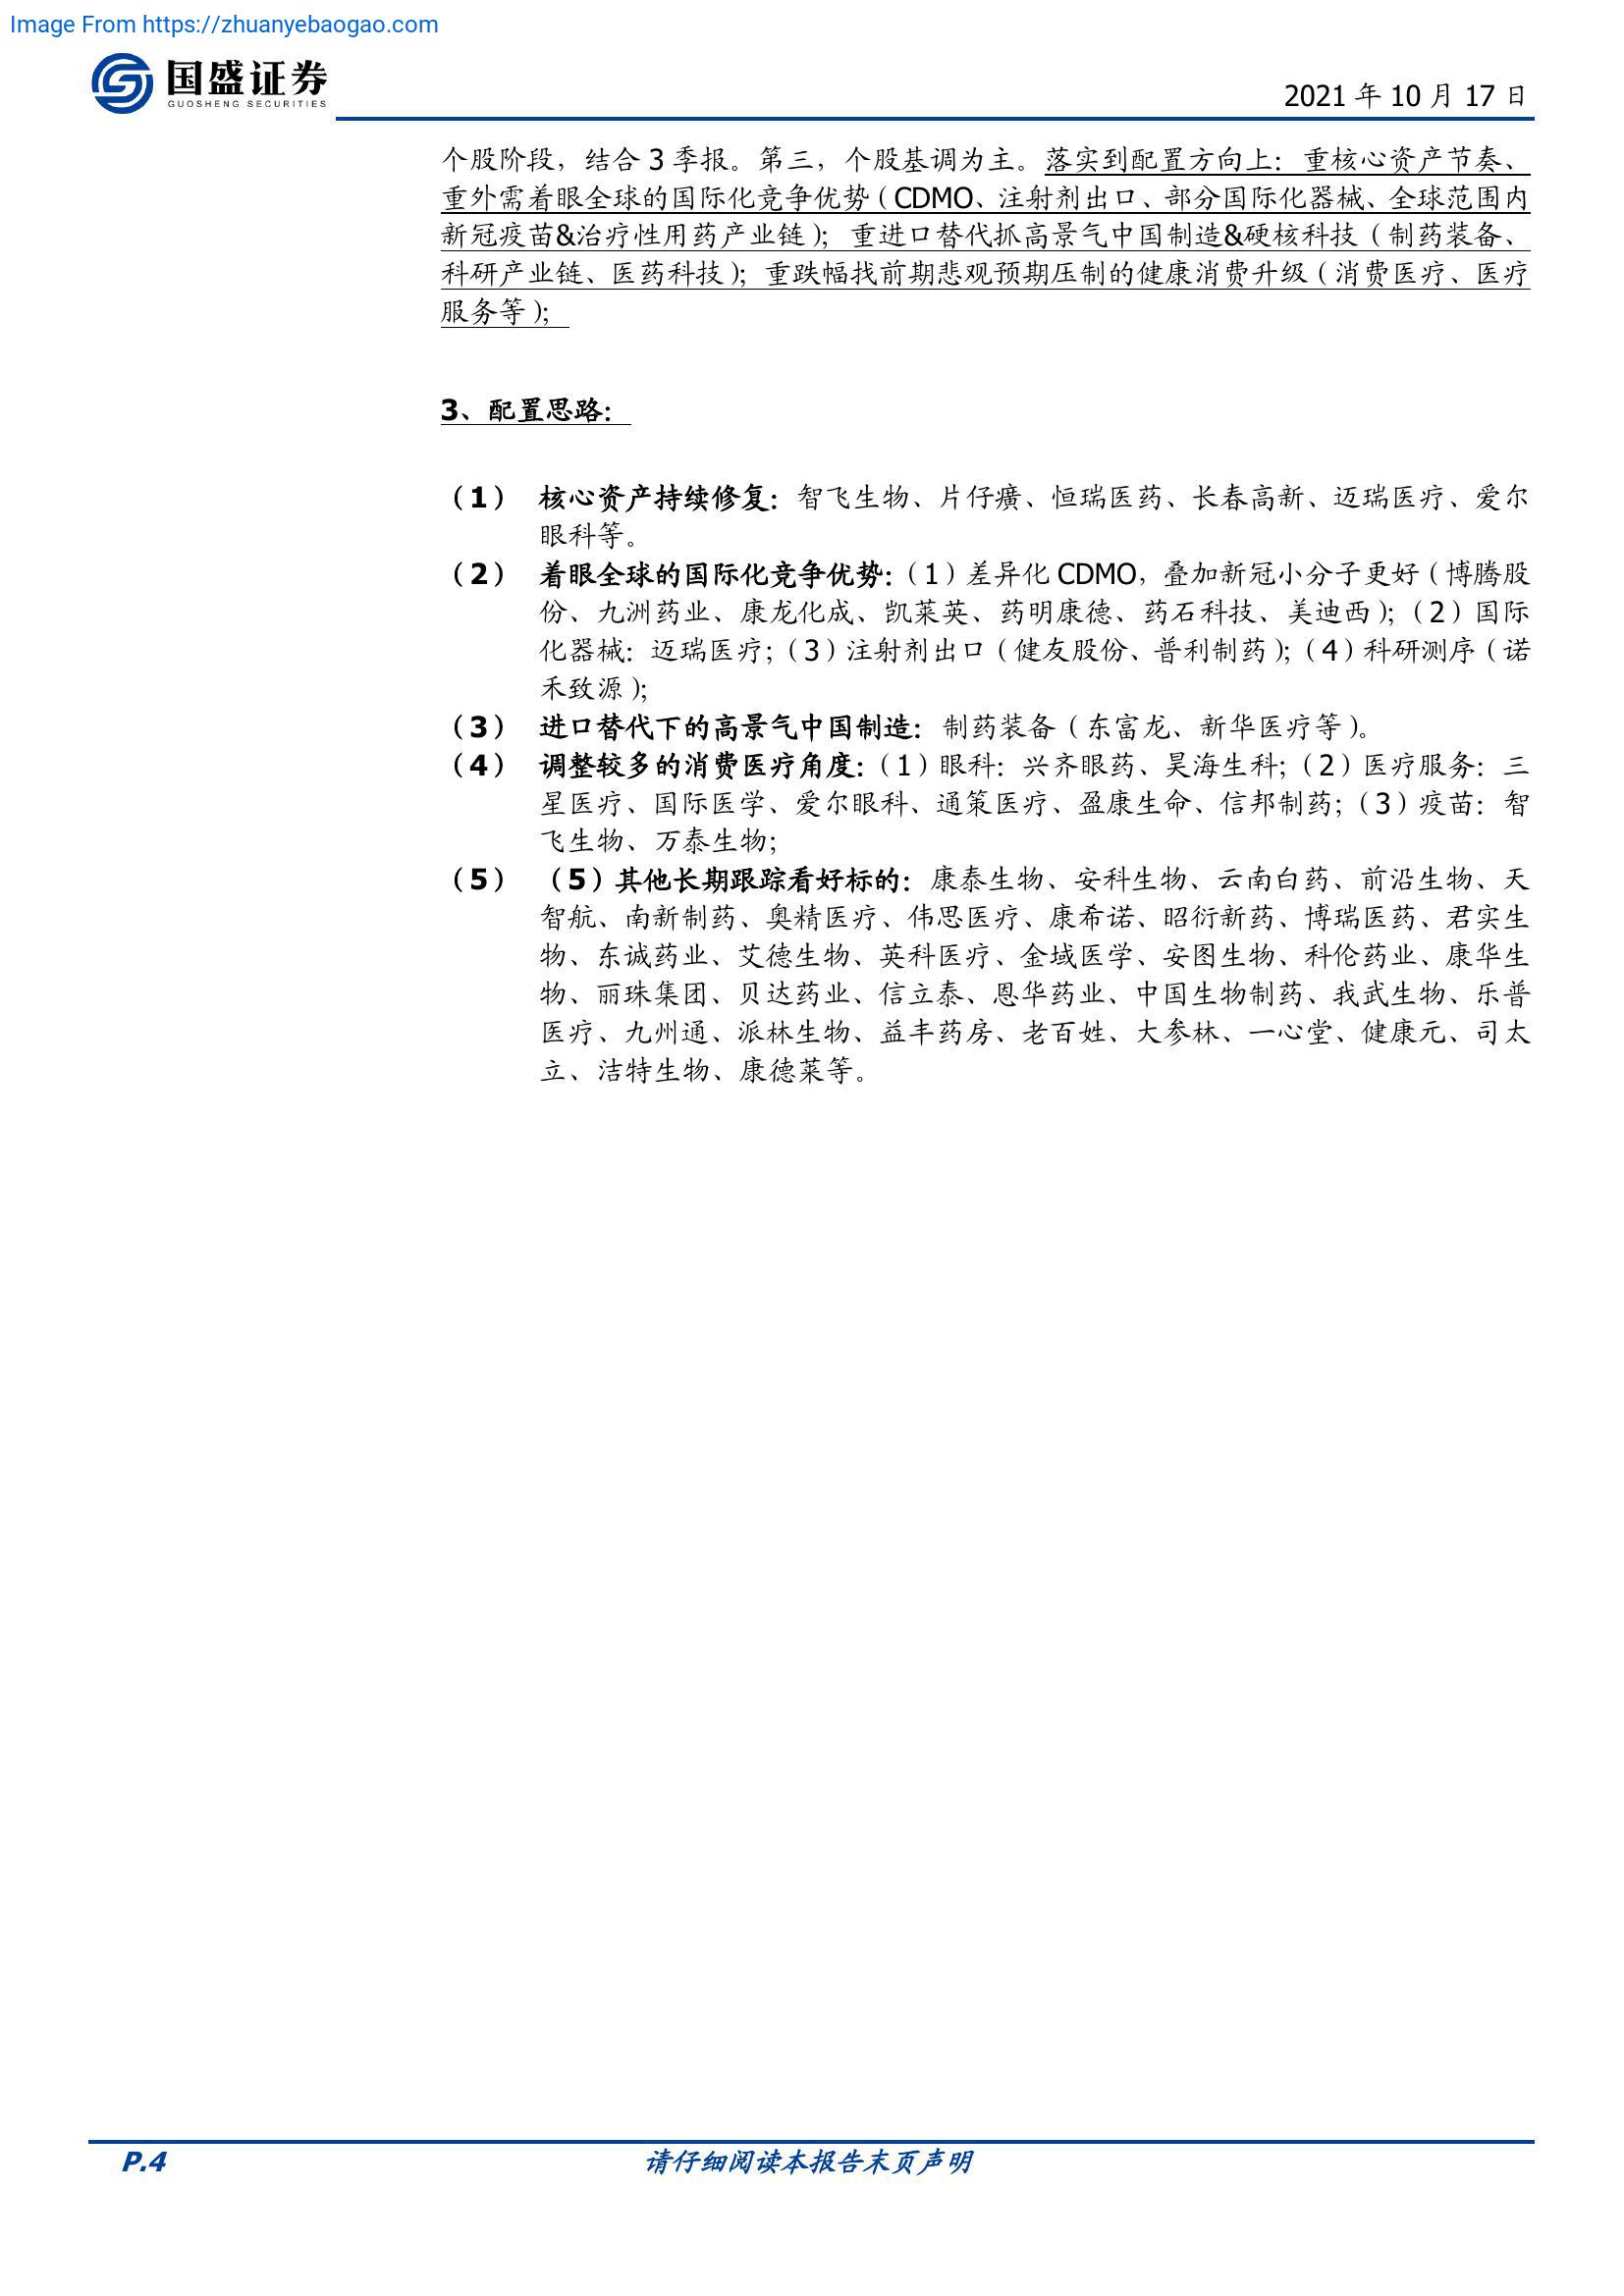 Image From https://zhuanyebaogao.com
国盛证券
GUOSHENG SECURITIES
2021 年 10 月 17 日
个股阶段，结合 3 季报。第三，个股基调为主。落实到配置方向上：重核心资产节奏、
重外需着眼全球的国际化竞争优势（CDMO、注射剂出口、部分国际化器械、全球范围内
新冠疫苗&治疗性用药产业链）；重进口替代抓高景气中国制造&硬核科技（制药装备、
科研产业链、医药科技）；重跌幅找前期悲观预期压制的健康消费升级（消费医疗、医疗
服务等）；
3、配置思路：
（1） 核心资产持续修复：智飞生物、片仔癀、恒瑞医药、长春高新、迈瑞医疗、爱尔
眼科等。
（2） 着眼全球的国际化竞争优势：（1）差异化 CDMO，叠加新冠小分子更好（博腾股
份、九洲药业、康龙化成、凯莱英、药明康德、药石科技、美迪西）；（2）国际
化器械：迈瑞医疗；（3）注射剂出口（健友股份、普利制药）；（4）科研测序（诺
禾致源）；
（3） 进口替代下的高景气中国制造：制药装备（东富龙、新华医疗等）。
（4） 调整较多的消费医疗角度：（1）眼科：兴齐眼药、昊海生科；（2）医疗服务：三
星医疗、国际医学、爱尔眼科、通策医疗、盈康生命、信邦制药；（3）疫苗：智
飞生物、万泰生物；
（5） （5）其他长期跟踪看好标的：康泰生物、安科生物、云南白药、前沿生物、天
智航、南新制药、奥精医疗、伟思医疗、康希诺、昭衍新药、博瑞医药、君实生
物、东诚药业、艾德生物、英科医疗、金域医学、安图生物、科伦药业、康华生
物、丽珠集团、贝达药业、信立泰、恩华药业、中国生物制药、我武生物、乐普
医疗、九州通、派林生物、益丰药房、老百姓、大参林、一心堂、健康元、司太
立、洁特生物、康德莱等。
P.4
请仔细阅读本报告末页声明